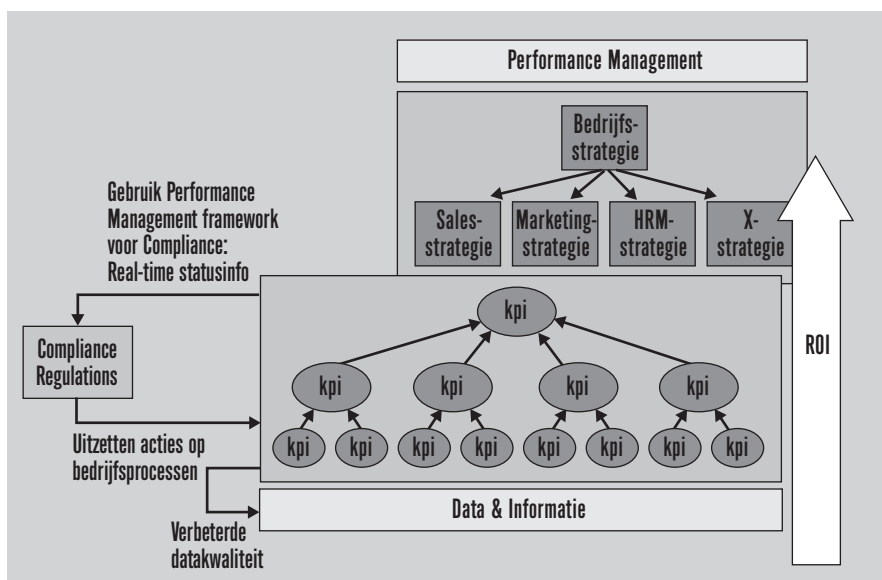 Performance Management
Bedrijfs-
strategie
Sales-
strategie
Marketing-
strategie
HRM-
strategie
X-
strategie
Gebruik Performance
Management framework
voor Compliance:
Real-time statusinfo
Compliance
Regulations
Uitzetten acties op
bedrijfsprocessen
Verbeterde
datakwaliteit
kpi
kpi
kpi
kpi
kpi
kpi
kpi
kpi
kpi
kpi
kpi
kpi
kpi
ROI
Data & Informatie